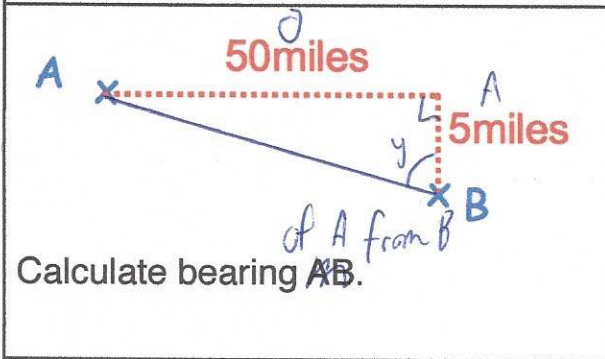 O
50miles
A
A
5miles
y
B
of A from B
Calculate bearing AB.